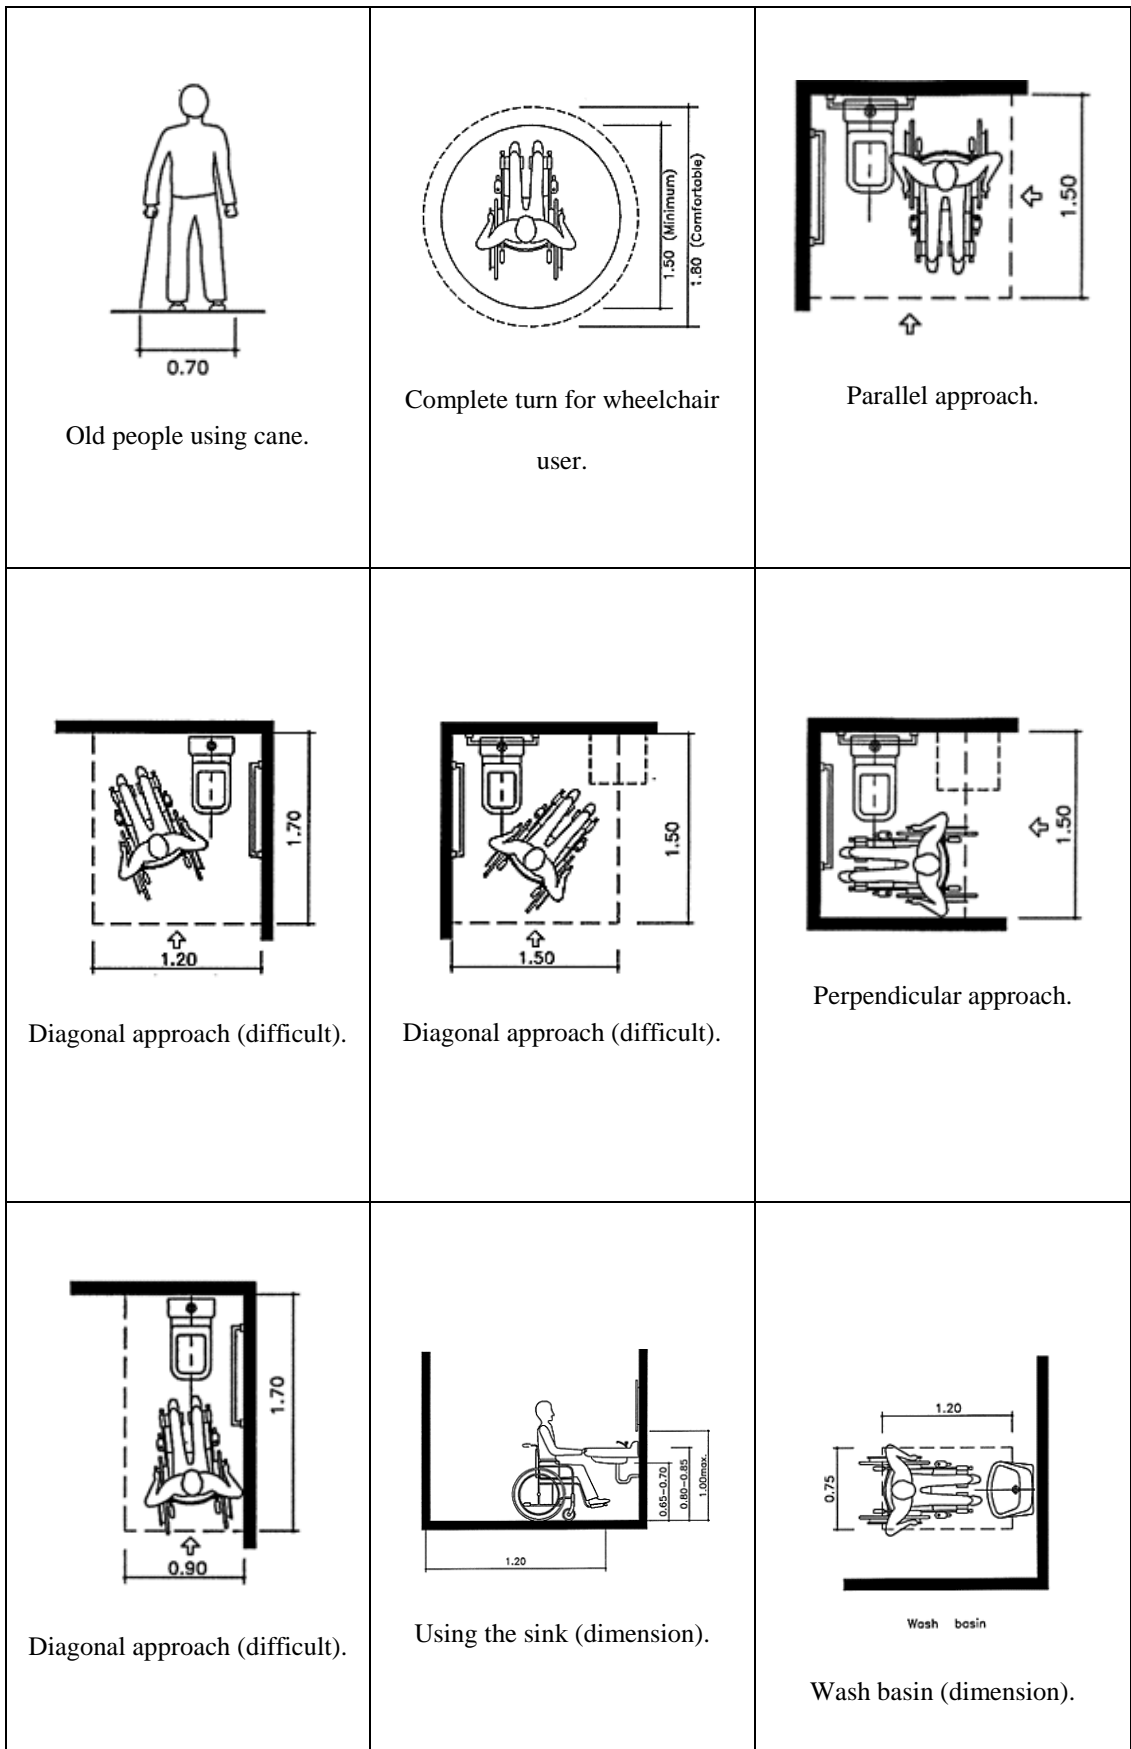 0.70
Old people using cane.
1.50 (Minimum)
1.80 (Comfortable)
Complete turn for wheelchair
user.
1.50
Parallel approach.
1.70
1.20
Diagonal approach (difficult).
1.50
1.50
Diagonal approach (difficult).
1.50
Perpendicular approach.
1.70
0.90
Diagonal approach (difficult).
0.65-0.70
0.80-0.85
1.00max.
1.20
Using the sink (dimension).
1.20
0.75
Wash basin
Wash basin (dimension).